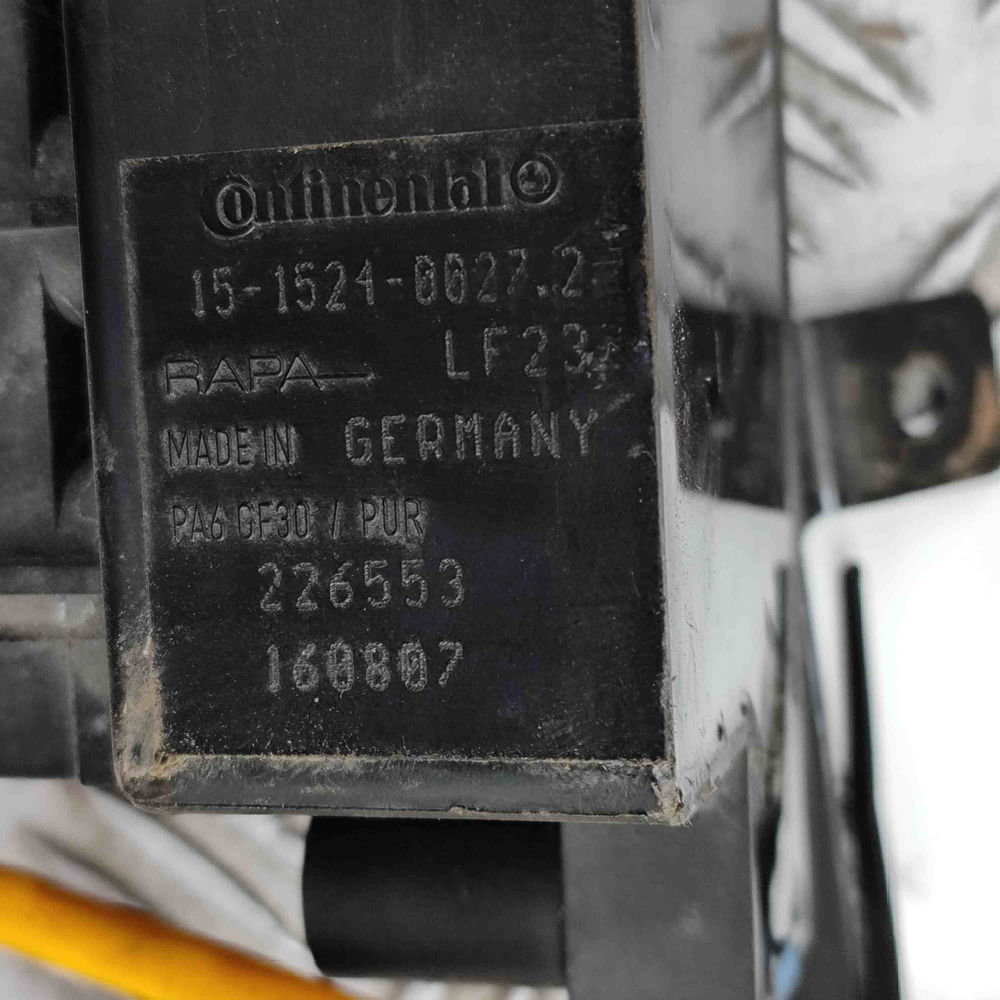 Continental
15-1524-0027.2
RAPA LF23
MADE IN GERMANY
PA6 GF30 / PUR
226553
160807